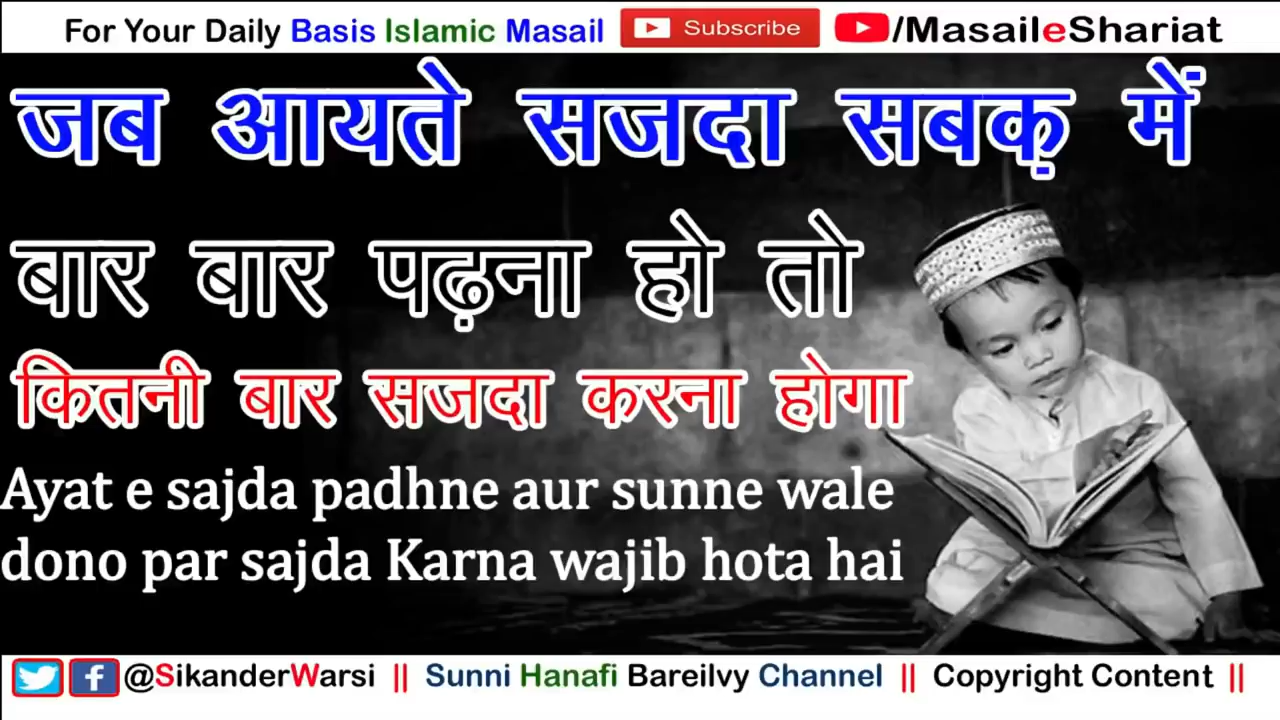 For Your Daily Basis Islamic Masail Subscribe /MasaileShariat
जब आयते सजदा सबक़ में
बार बार पढ़ना हो तो
कितनी बार सजदा करना होगा
Ayat e sajda padhne aur sunne wale
dono par sajda Karna wajib hota hai
@SikanderWarsi || Sunni Hanafi Bareilvy Channel || Copyright Content ||